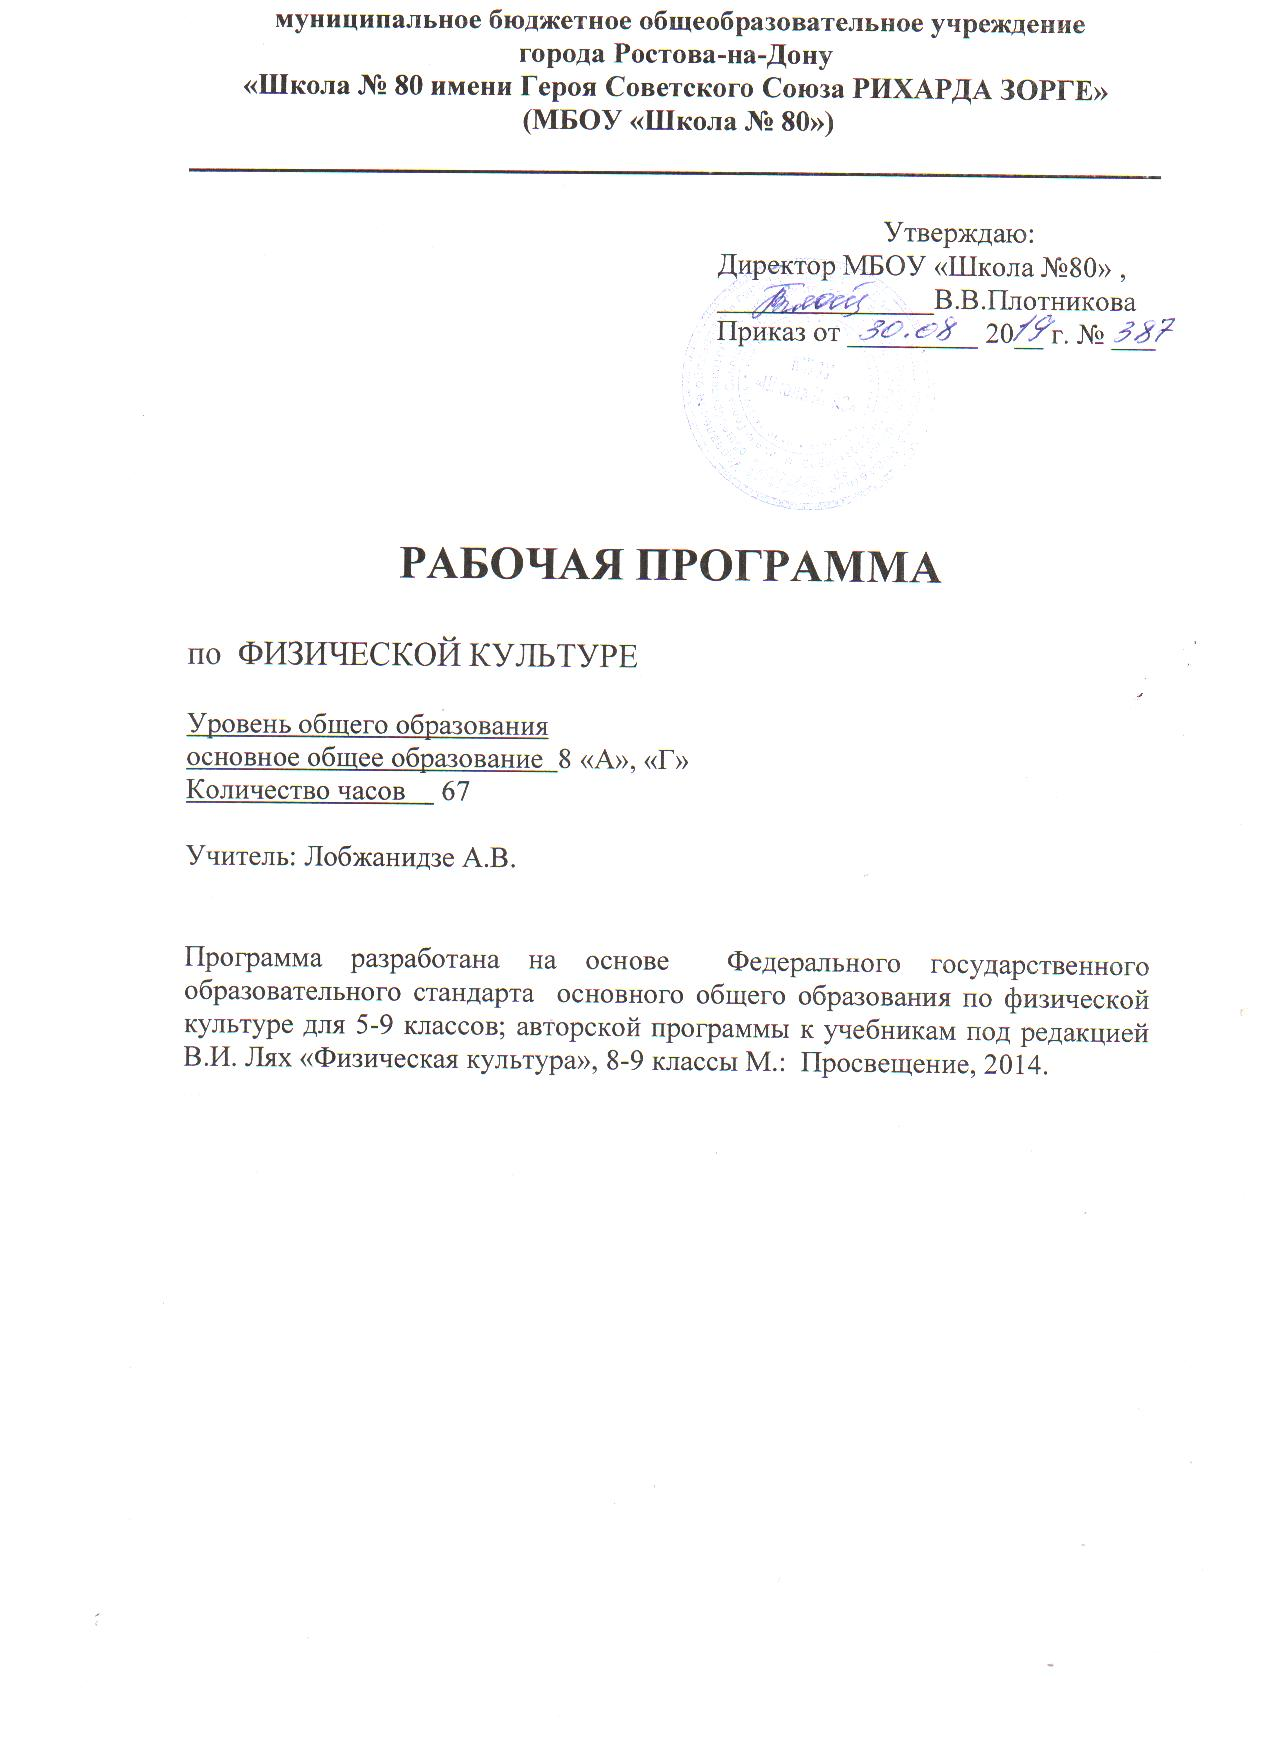 муниципальное бюджетное общеобразовательное учреждение
города Ростова-на-Дону
«Школа № 80 имени Героя Советского Союза РИХАРДА ЗОРГЕ»
(МБОУ «Школа № 80»)
Утверждаю:
Директор МБОУ «Школа №80» ,
_______________В.В.Плотникова
Приказ от 30.08 2019 г. № 387
РАБОЧАЯ ПРОГРАММА
по ФИЗИЧЕСКОЙ КУЛЬТУРЕ
Уровень общего образования
основное общее образование 8 «А», «Г»
Количество часов 67
Учитель: Лобжанидзе А.В.
Программа разработана на основе Федерального государственного
образовательного стандарта основного общего образования по физической
культуре для 5-9 классов; авторской программы к учебникам под редакцией
В.И. Лях «Физическая культура», 8-9 классы М.: Просвещение, 2014.